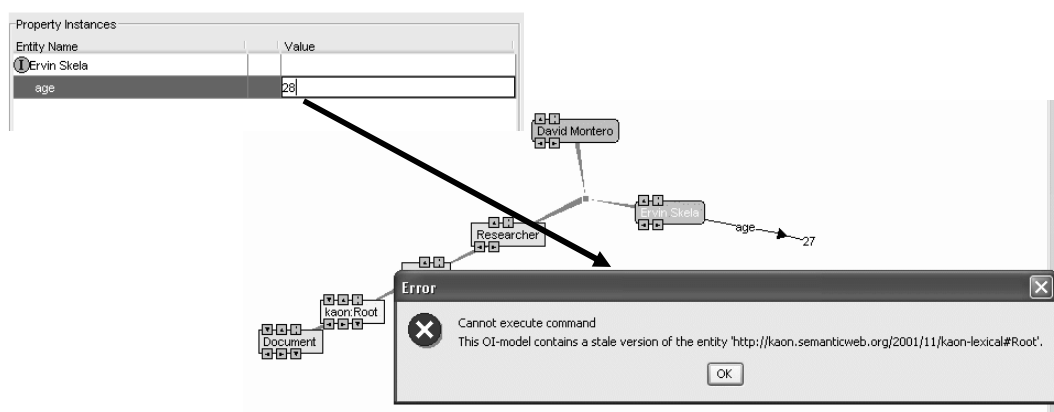 Property Instances
Entity Name Value
I Ervin Skela
age 28
David Montero
Ervin Skela
age 27
Researcher
kaon:Root
Document
Error
Cannot execute command
This OI-model contains a stale version of the entity 'http://kaon.semanticweb.org/2001/11/kaon-lexical#Root'.
OK